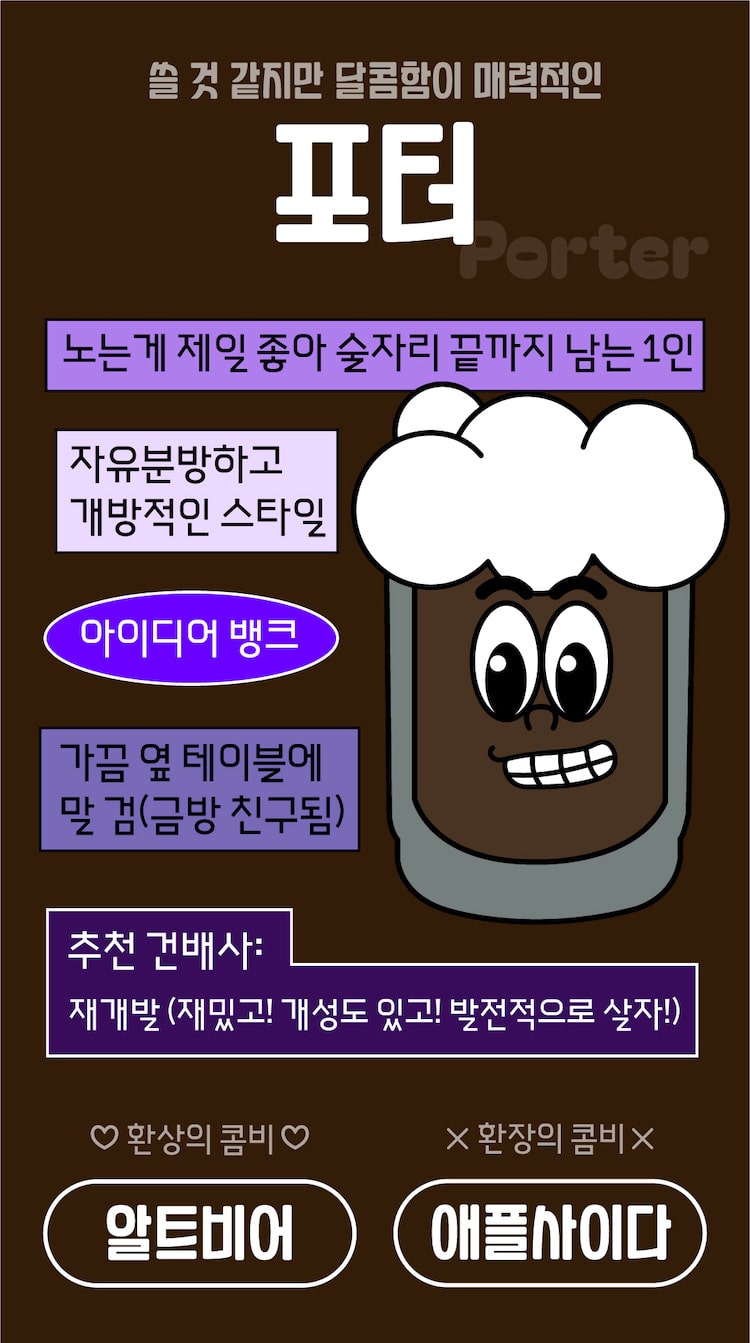 쓸 것 같지만 달콤함이 매력적인
포터
Porter
노는게 제일 좋아 술자리 끝까지 남는 1인
자유분방하고
개방적인 스타일
아이디어 뱅크
가끔 옆 테이블에
말 검(금방 친구됨)
추천 건배사:
재개발 (재밌고! 개성도 있고! 발전적으로 살자!)
♡ 환상의 콤비 ♡
× 환장의 콤비 ×
알트비어
애플사이다